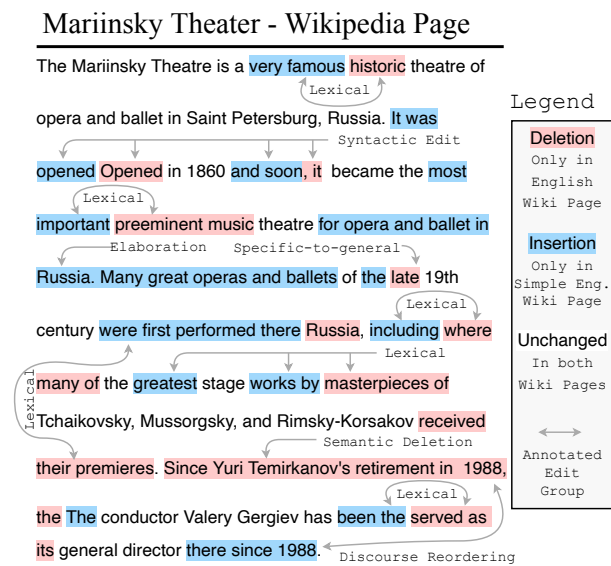 Mariinsky Theater - Wikipedia Page
The Mariinsky Theatre is a very famous historic theatre of
Lexical
opera and ballet in Saint Petersburg, Russia. It was
Syntactic Edit
opened Opened in 1860 and soon, it became the most
Lexical
important preeminent music theatre for opera and ballet in
Elaboration Specific-to-general
Russia. Many great operas and ballets of the late 19th
Lexical
century were first performed there Russia, including where
Lexical
many of the greatest stage works by masterpieces of
Lexical
Tchaikovsky, Mussorgsky, and Rimsky-Korsakov received
Semantic Deletion
their premieres. Since Yuri Temirkanov's retirement in 1988,
Lexical
the The conductor Valery Gergiev has been the served as
its general director there since 1988.
Discourse Reordering
Legend
Deletion
Only in
English
Wiki Page
Insertion
Only in
Simple Eng.
Wiki Page
Unchanged
In both
Wiki Pages
Annotated
Edit
Group